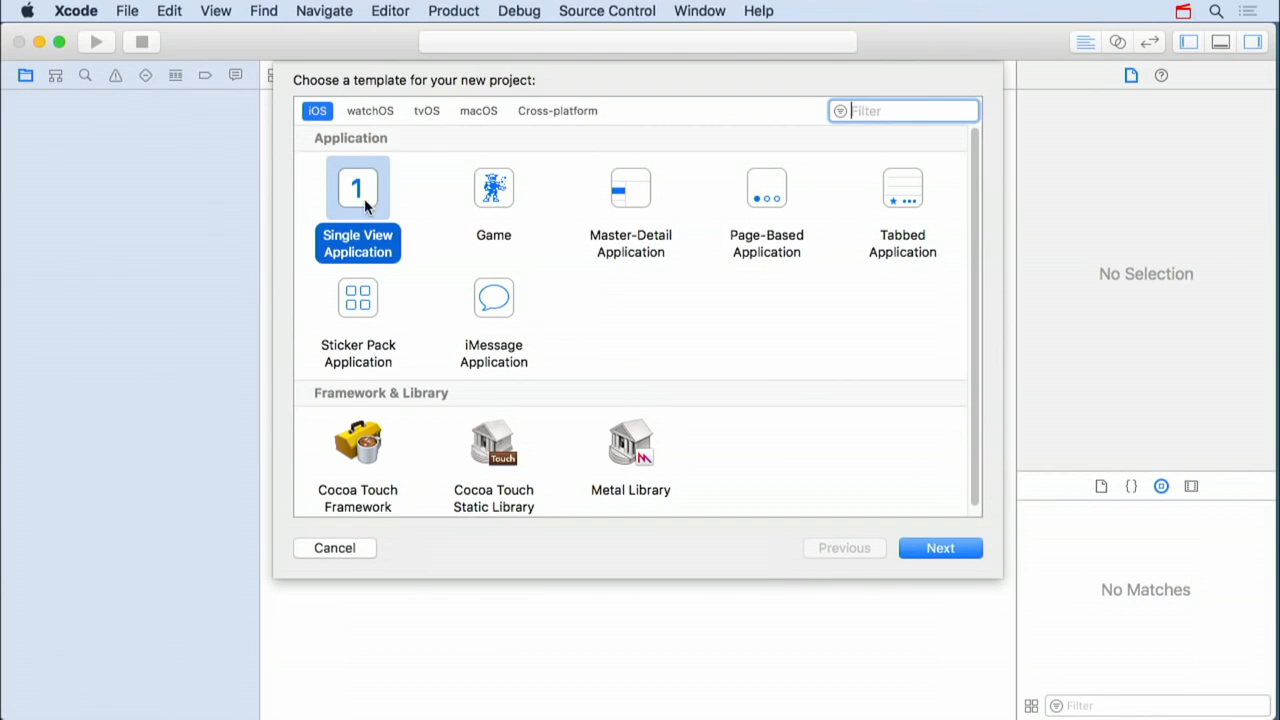 Xcode File Edit View Find Navigate Editor Product Debug Source Control Window Help
Choose a template for your new project:
iOS watchOS tvOS macOS Cross-platform
Filter
Application
1
Single View
Application
Game
Master-Detail
Application
Page-Based
Application
Tabbed
Application
Sticker Pack
Application
iMessage
Application
Framework & Library
Cocoa Touch
Framework
Touch
Cocoa Touch
Static Library
Metal Library
Cancel
Previous
Next
No Selection
{ }
No Matches
Filter